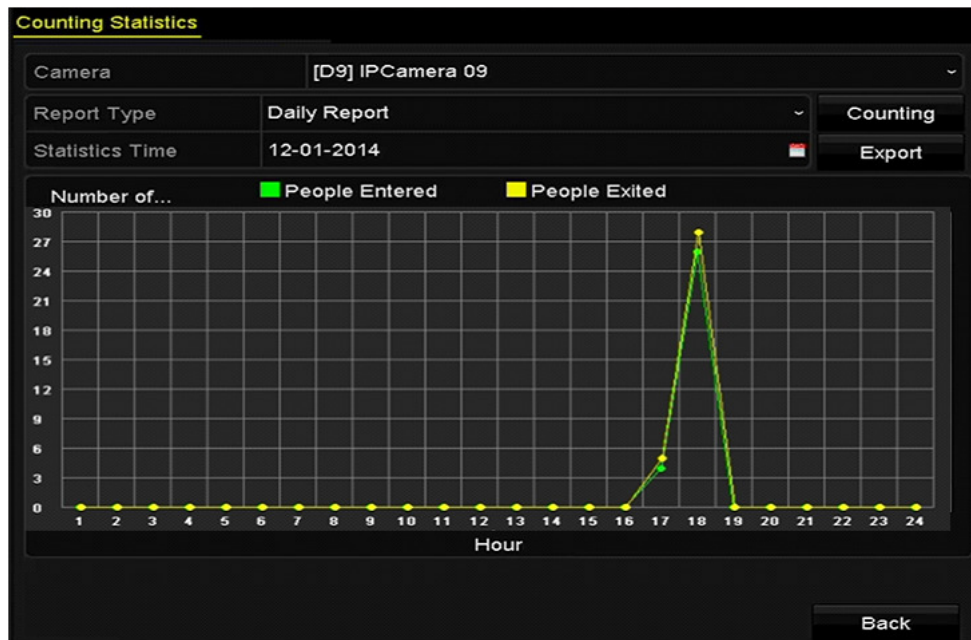 Counting Statistics
Camera [D9] IPCamera 09
Report Type Daily Report Counting
Statistics Time 12-01-2014 Export
Number of... People Entered People Exited
30
27
24
21
18
15
12
9
6
3
0
1 2 3 4 5 6 7 8 9 10 11 12 13 14 15 16 17 18 19 20 21 22 23 24
Hour
Back